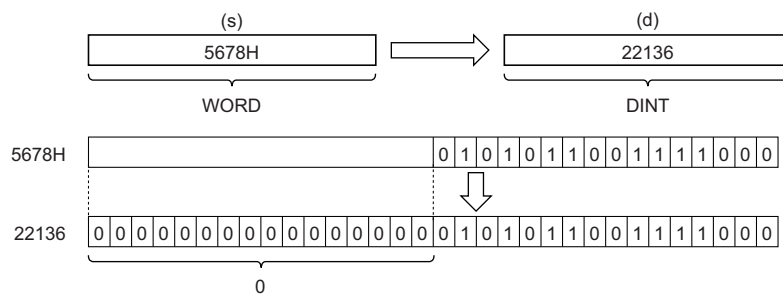 (s) (d)
5678H 22136
WORD DINT
5678H 0 1 0 1 0 1 1 0 0 1 1 1 1 0 0 0
22136 0 0 0 0 0 0 0 0 0 0 0 0 0 0 0 0 0 1 0 1 0 1 1 0 0 1 1 1 1 0 0 0
0